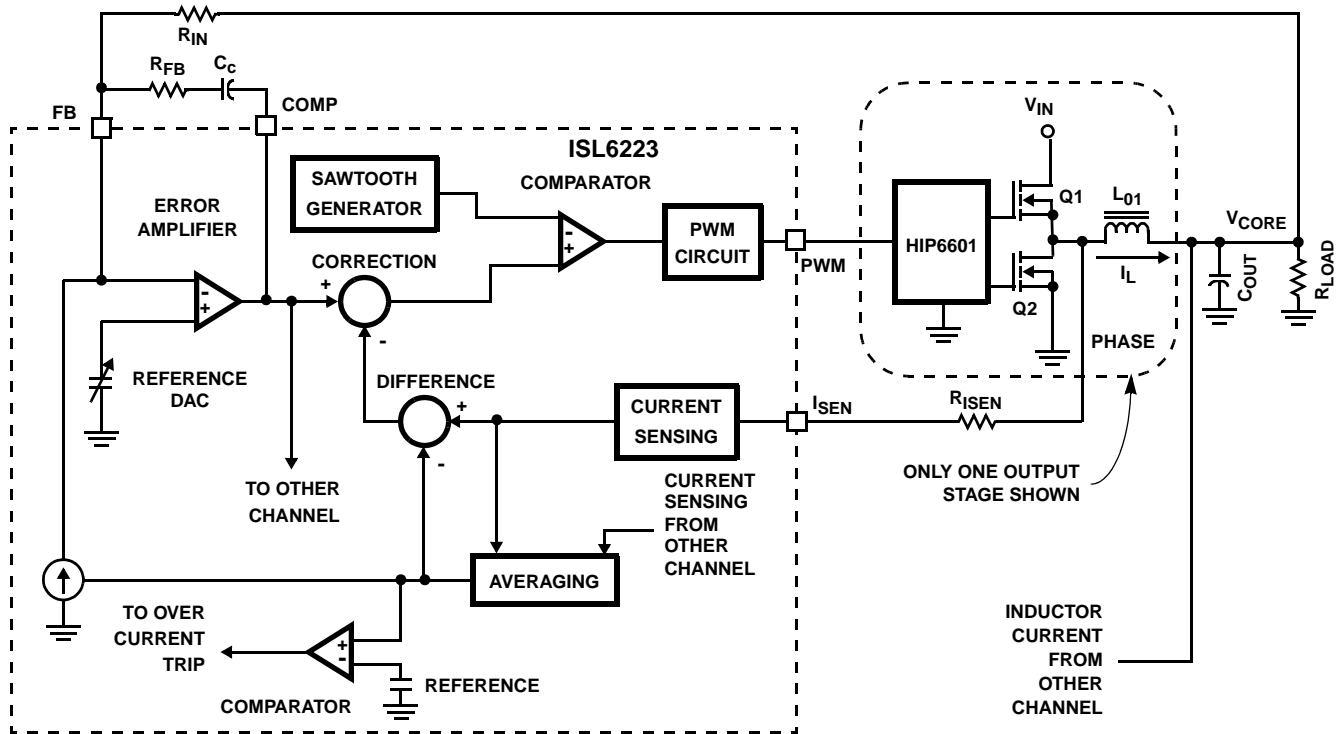 R_IN
R_FB
C_c
FB
COMP
ISL6223
V_IN
SAWTOOTH
GENERATOR
COMPARATOR
ERROR
AMPLIFIER
-
+
PWM
CIRCUIT
PWM
HIP6601
Q1
Q2
L_01
I_L
V_CORE
C_OUT
R_LOAD
CORRECTION
+
-
-
+
PHASE
REFERENCE
DAC
DIFFERENCE
+
-
CURRENT
SENSING
I_SEN
R_ISEN
TO OTHER
CHANNEL
CURRENT
SENSING
FROM
OTHER
CHANNEL
ONLY ONE OUTPUT
STAGE SHOWN
AVERAGING
TO OVER
CURRENT
TRIP
+
-
REFERENCE
COMPARATOR
INDUCTOR
CURRENT
FROM
OTHER
CHANNEL